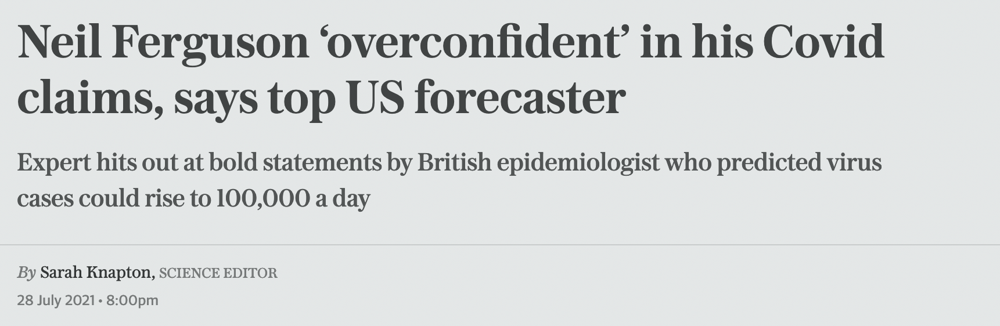 Neil Ferguson ‘overconfident’ in his Covid
claims, says top US forecaster
Expert hits out at bold statements by British epidemiologist who predicted virus
cases could rise to 100,000 a day
By Sarah Knapton, SCIENCE EDITOR
28 July 2021 • 8:00pm